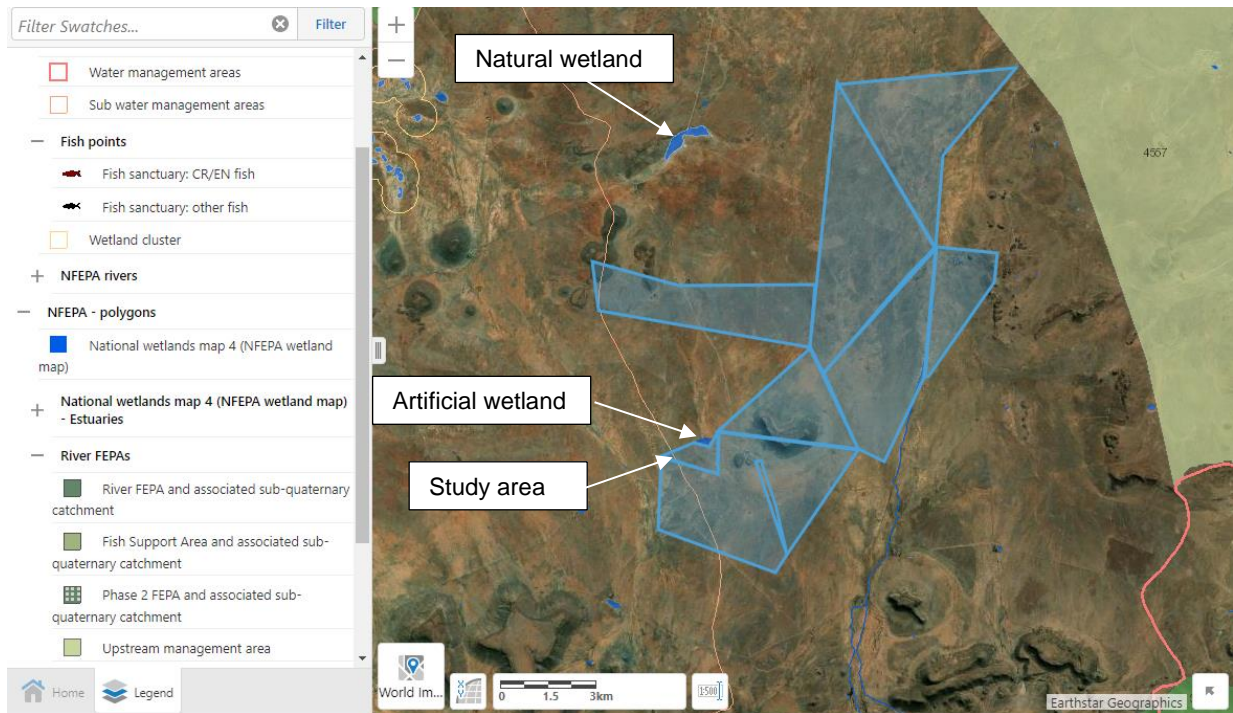 Filter Swatches...
Filter
Water management areas
Sub water management areas
Fish points
Fish sanctuary: CR/EN fish
Fish sanctuary: other fish
Wetland cluster
NFEPA rivers
NFEPA - polygons
National wetlands map 4 (NFEPA wetland
map)
National wetlands map 4 (NFEPA wetland map)
- Estuaries
River FEPAs
River FEPA and associated sub-quaternary
catchment
Fish Support Area and associated sub-
quaternary catchment
Phase 2 FEPA and associated sub-
quaternary catchment
Upstream management area
Home
Legend
Natural wetland
4557
Artificial wetland
Study area
World Im...
X Y
0 1.5 3km
1:500
Earthstar Geographics